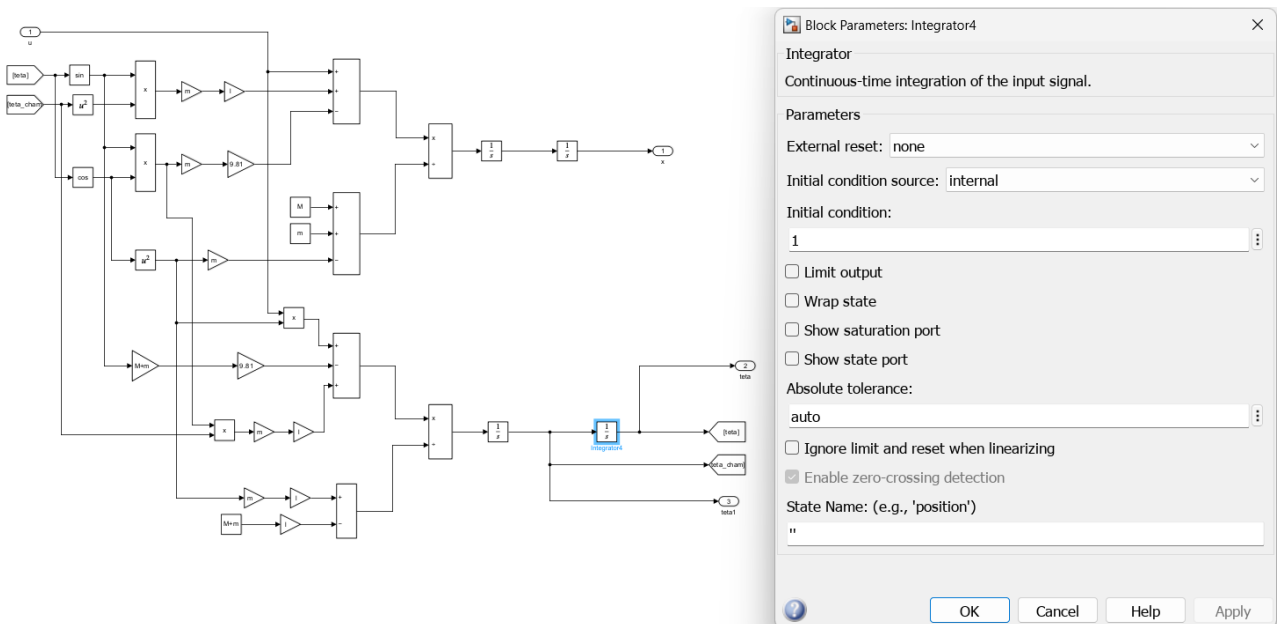 1
u
[teta]
sin
x
m
l
+
+
−
[teta_cham]
u²
x
m
9.81
x
÷
1/s
1/s
1
x
cos
M
m
+
+
−
u²
m
x
+
−
+
M+m
9.81
2
teta
x
m
l
x
÷
1/s
1/s
Integrator4
[teta]
[teta_cham]
m
l
+
−
M+m
l
3
teta1
Block Parameters: Integrator4
Integrator
Continuous-time integration of the input signal.
Parameters
External reset: none
Initial condition source: internal
Initial condition:
1
Limit output
Wrap state
Show saturation port
Show state port
Absolute tolerance:
auto
Ignore limit and reset when linearizing
Enable zero-crossing detection
State Name: (e.g., 'position')
''
OK Cancel Help Apply